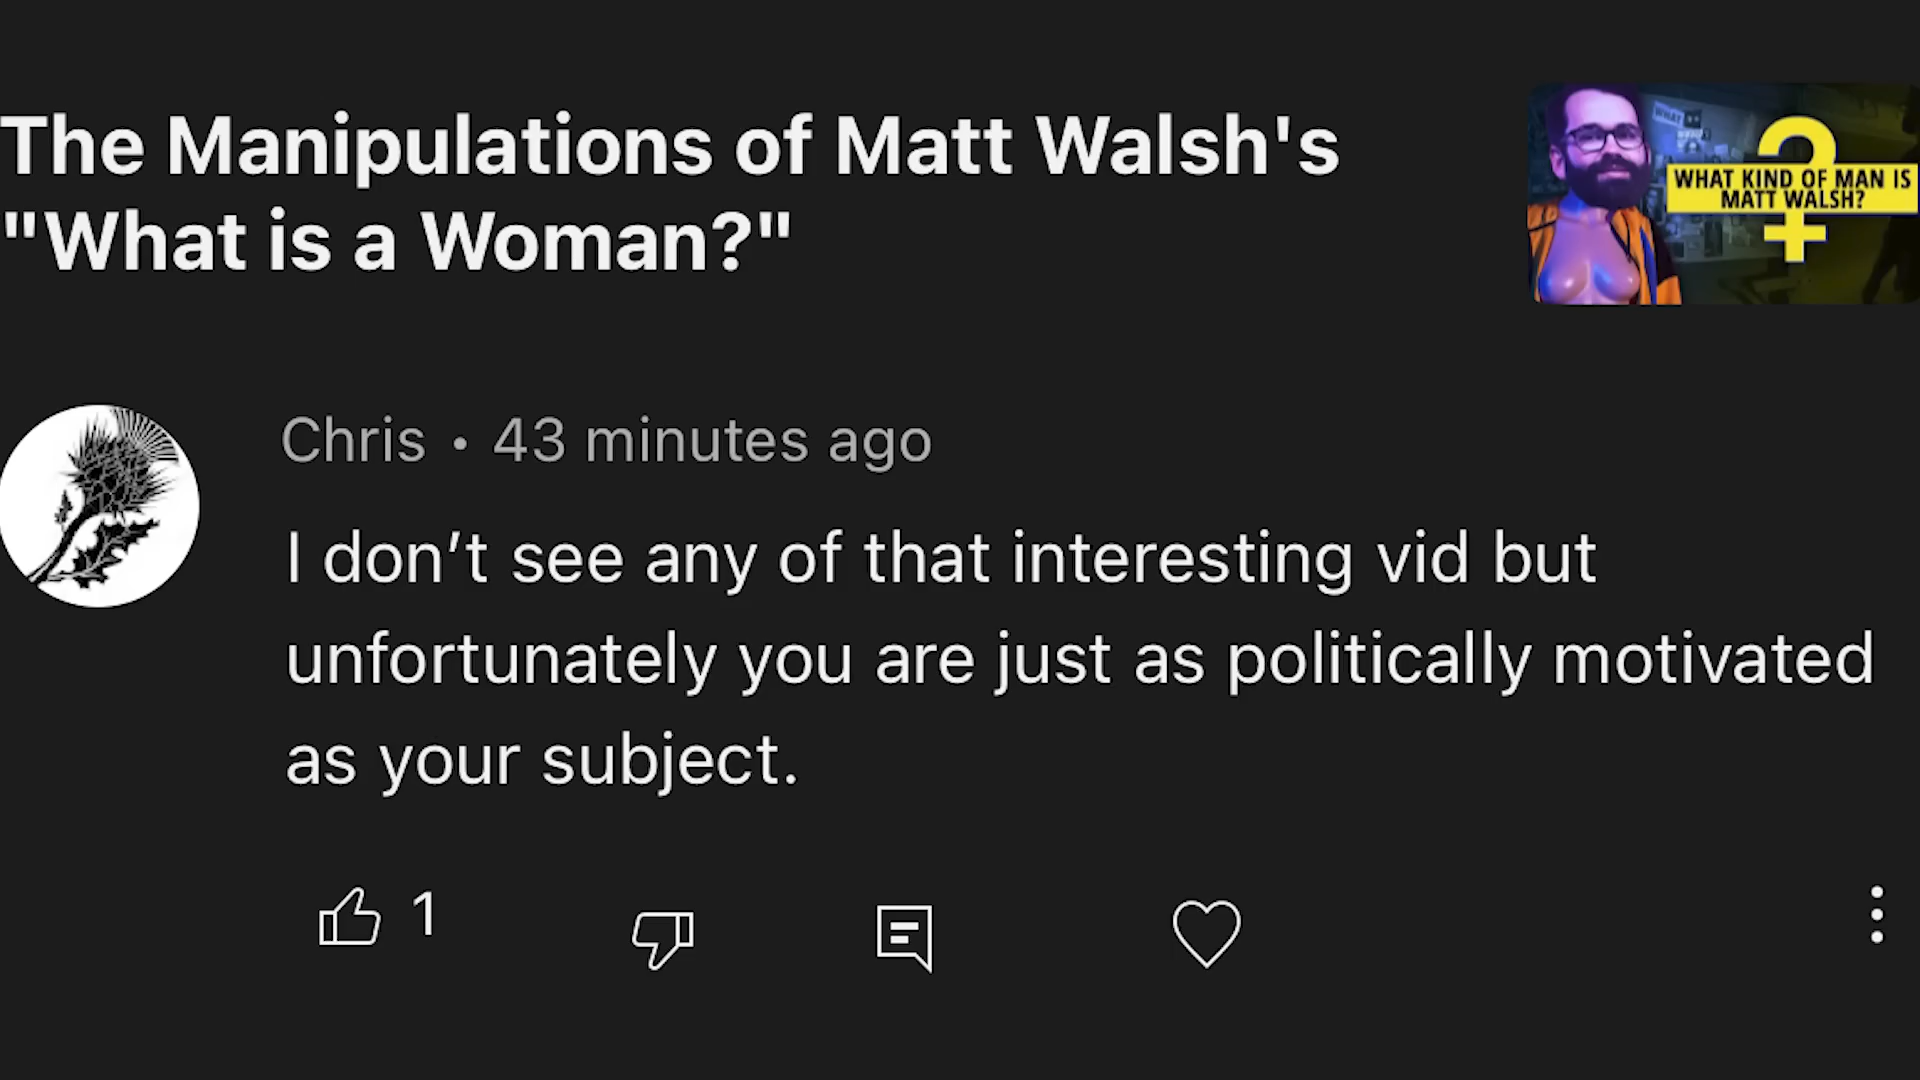 The Manipulations of Matt Walsh's
"What is a Woman?"
WHAT KIND OF MAN IS
MATT WALSH?
Chris • 43 minutes ago
I don’t see any of that interesting vid but
unfortunately you are just as politically motivated
as your subject.
1